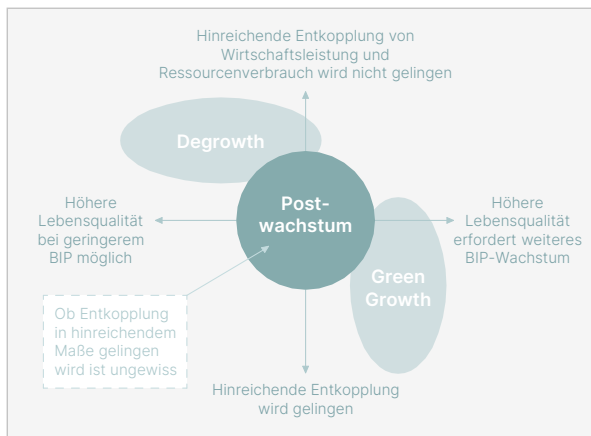 Hinreichende Entkopplung von
Wirtschaftsleistung und
Ressourcenverbrauch wird nicht gelingen
Degrowth
Post-
wachstum
Höhere
Lebensqualität
bei geringerem
BIP möglich
Höhere
Lebensqualität
erfordert weiteres
BIP-Wachstum
Green
Growth
Ob Entkopplung
in hinreichendem
Maße gelingen
wird ist ungewiss
Hinreichende Entkopplung
wird gelingen